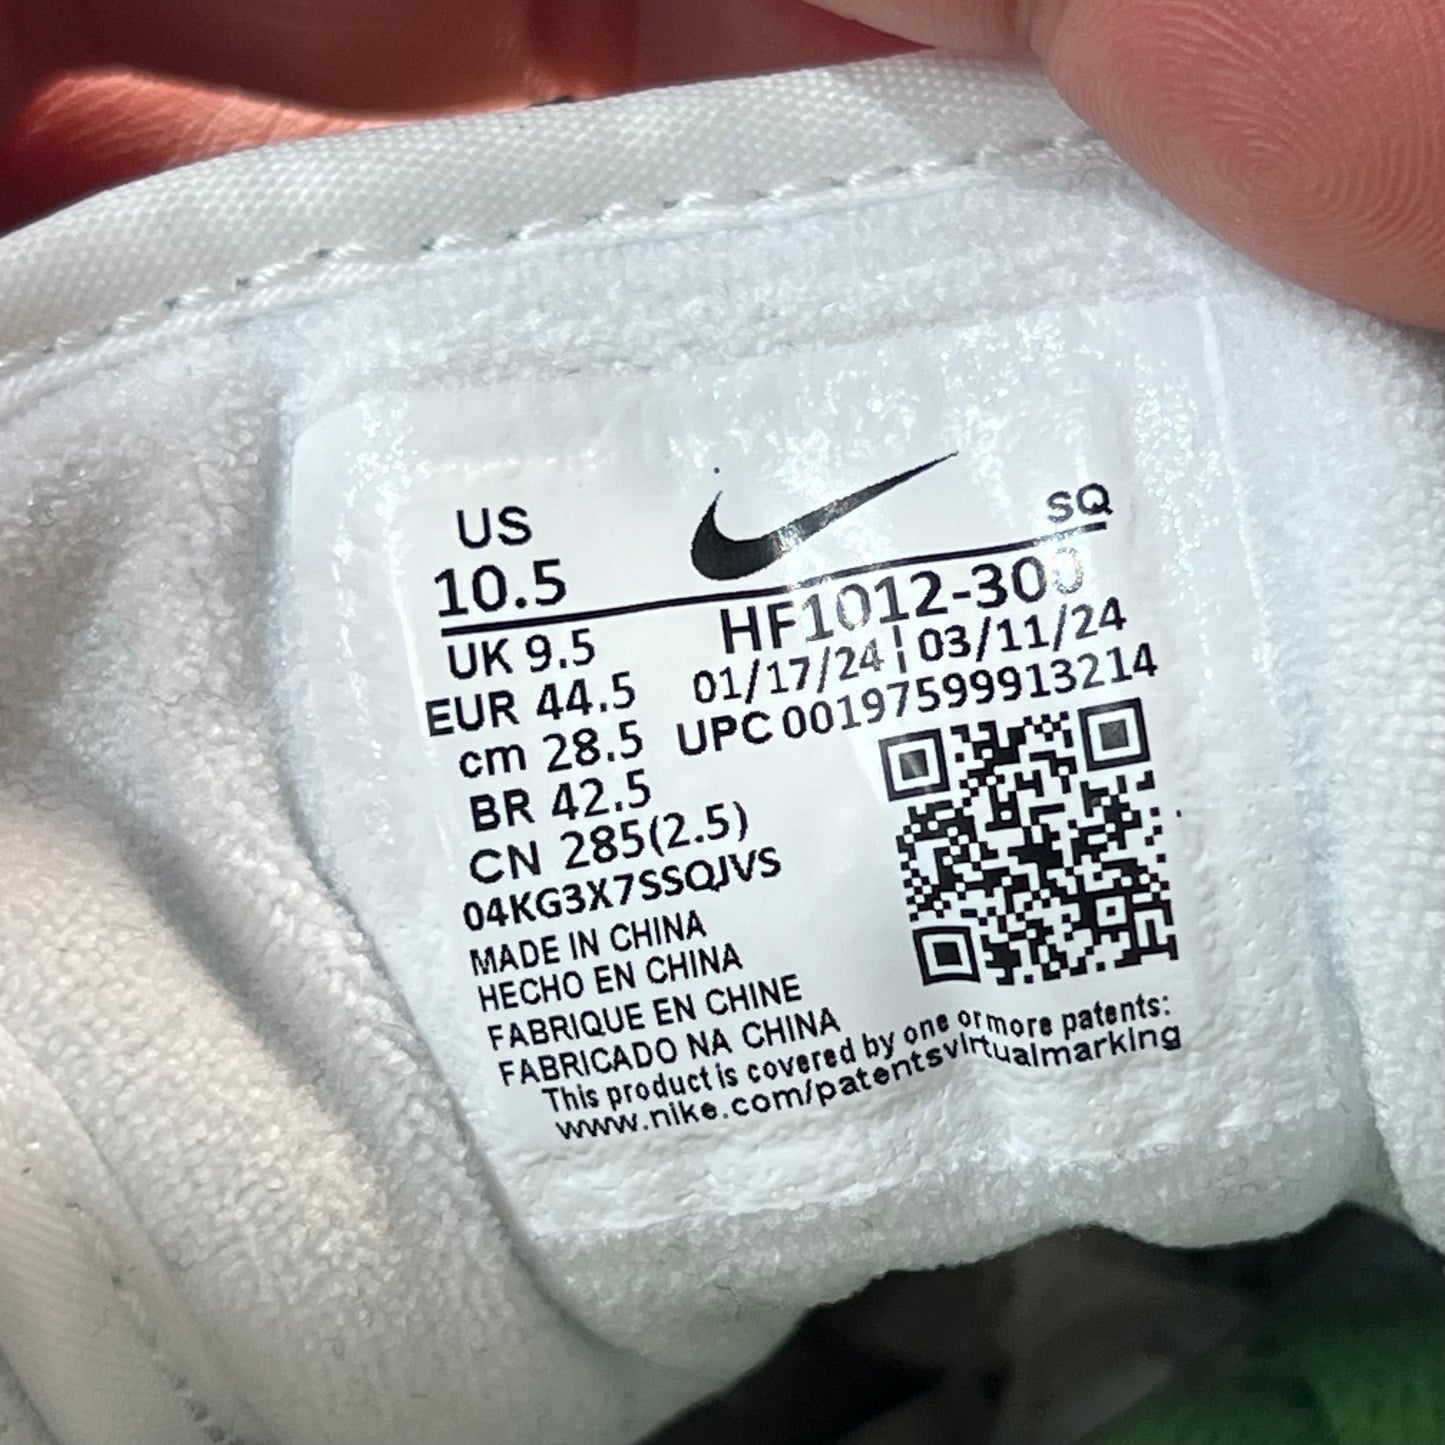 US
10.5
SQ
HF1012-300
UK 9.5
01/17/24 | 03/11/24
EUR 44.5
UPC 00197599913214
cm 28.5
BR 42.5
CN 285(2.5)
04KG3X7SSQJVS
MADE IN CHINA
HECHO EN CHINA
FABRIQUE EN CHINE
FABRICADO NA CHINA
This product is covered by one or more patents:
www.nike.com/patentsvirtualmarking